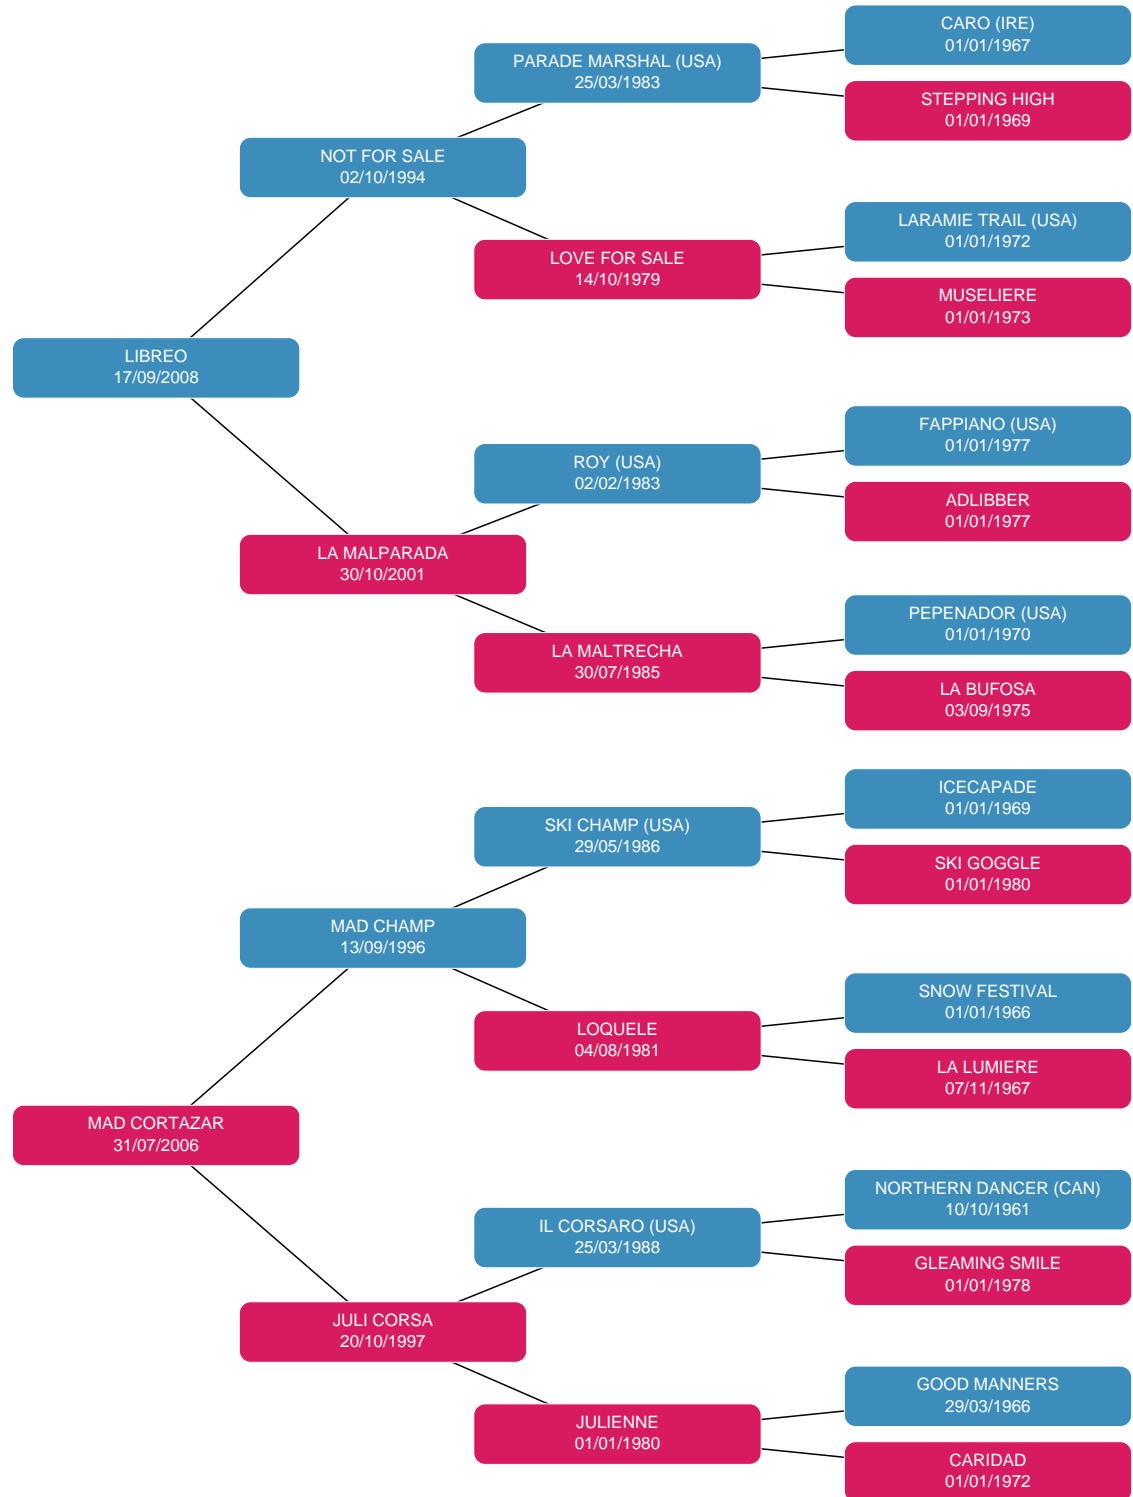 CARO (IRE)
01/01/1967
PARADE MARSHAL (USA)
25/03/1983
STEPPING HIGH
01/01/1969
NOT FOR SALE
02/10/1994
LARAMIE TRAIL (USA)
01/01/1972
LOVE FOR SALE
14/10/1979
MUSELIERE
01/01/1973
LIBREO
17/09/2008
FAPPIANO (USA)
01/01/1977
ROY (USA)
02/02/1983
ADLIBBER
01/01/1977
LA MALPARADA
30/10/2001
PEPENADOR (USA)
01/01/1970
LA MALTRECHA
30/07/1985
LA BUFOSA
03/09/1975
ICECAPADE
01/01/1969
SKI CHAMP (USA)
29/05/1986
SKI GOGGLE
01/01/1980
MAD CHAMP
13/09/1996
SNOW FESTIVAL
01/01/1966
LOQUELE
04/08/1981
LA LUMIERE
07/11/1967
MAD CORTAZAR
31/07/2006
NORTHERN DANCER (CAN)
10/10/1961
IL CORSARO (USA)
25/03/1988
GLEAMING SMILE
01/01/1978
JULI CORSA
20/10/1997
GOOD MANNERS
29/03/1966
JULIENNE
01/01/1980
CARIDAD
01/01/1972